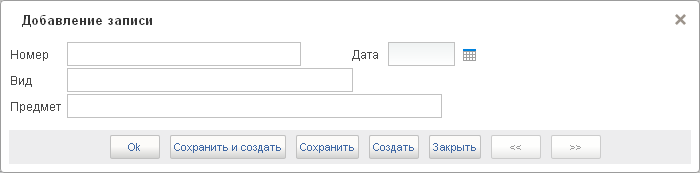 Добавление записи
Номер Дата
Вид
Предмет
Ok Сохранить и создать Сохранить Создать Закрыть << >>